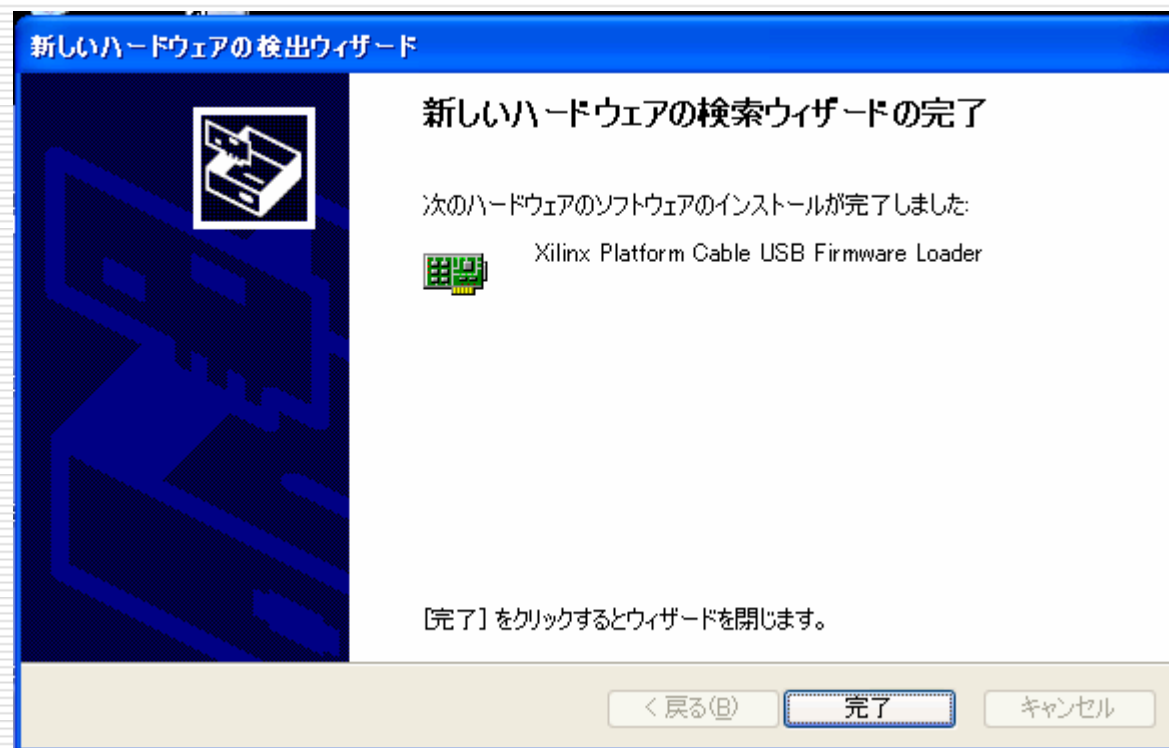 新しいハードウェアの検出ウィザード
新しいハードウェアの検索ウィザードの完了
次のハードウェアのソフトウェアのインストールが完了しました:
Xilinx Platform Cable USB Firmware Loader
[完了] をクリックするとウィザードを閉じます。
< 戻る(B) 完了 キャンセル